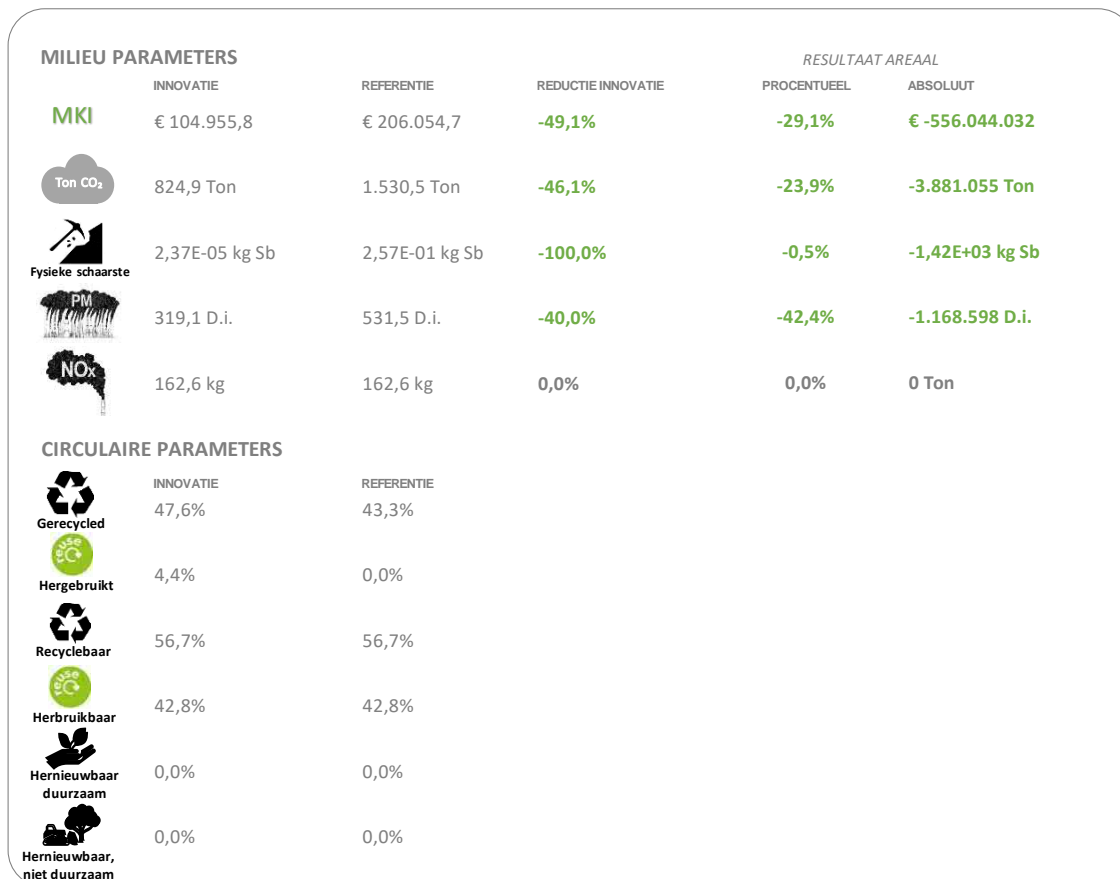 MILIEU PARAMETERS
RESULTAAT AREAAL
INNOVATIE REFERENTIE REDUCTIE INNOVATIE PROCENTUEEL ABSOLUUT
MKI € 104.955,8 € 206.054,7 -49,1% -29,1% € -556.044.032
Ton CO₂ 824,9 Ton 1.530,5 Ton -46,1% -23,9% -3.881.055 Ton
2,37E-05 kg Sb 2,57E-01 kg Sb -100,0% -0,5% -1,42E+03 kg Sb
Fysieke schaarste
PM 319,1 D.i. 531,5 D.i. -40,0% -42,4% -1.168.598 D.i.
NOx 162,6 kg 162,6 kg 0,0% 0,0% 0 Ton
CIRCULAIRE PARAMETERS
INNOVATIE REFERENTIE
47,6% 43,3%
Gerecycled
reuse
4,4% 0,0%
Hergebruikt
56,7% 56,7%
Recyclebaar
reuse
42,8% 42,8%
Herbruikbaar
0,0% 0,0%
Hernieuwbaar
duurzaam
0,0% 0,0%
Hernieuwbaar,
niet duurzaam